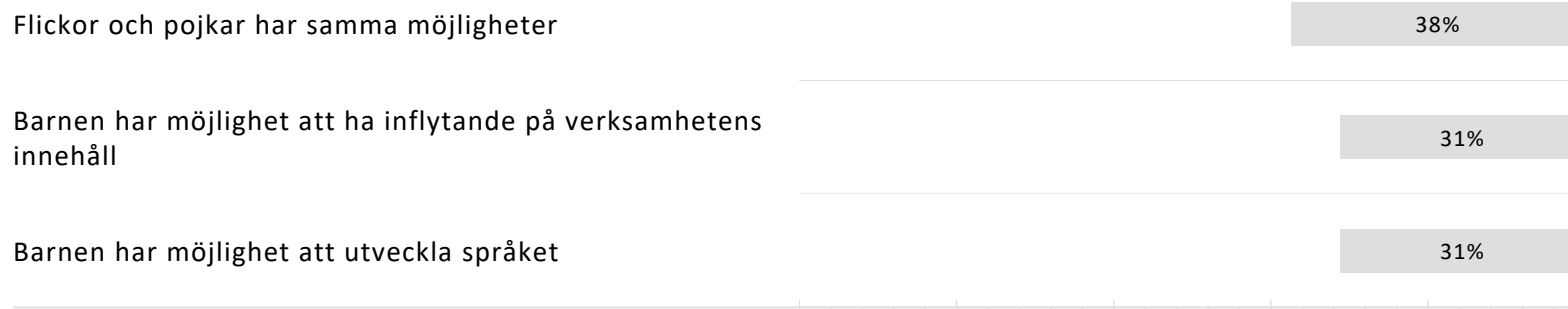 Flickor och pojkar har samma möjligheter
38%
Barnen har möjlighet att ha inflytande på verksamhetens
innehåll
31%
Barnen har möjlighet att utveckla språket
31%